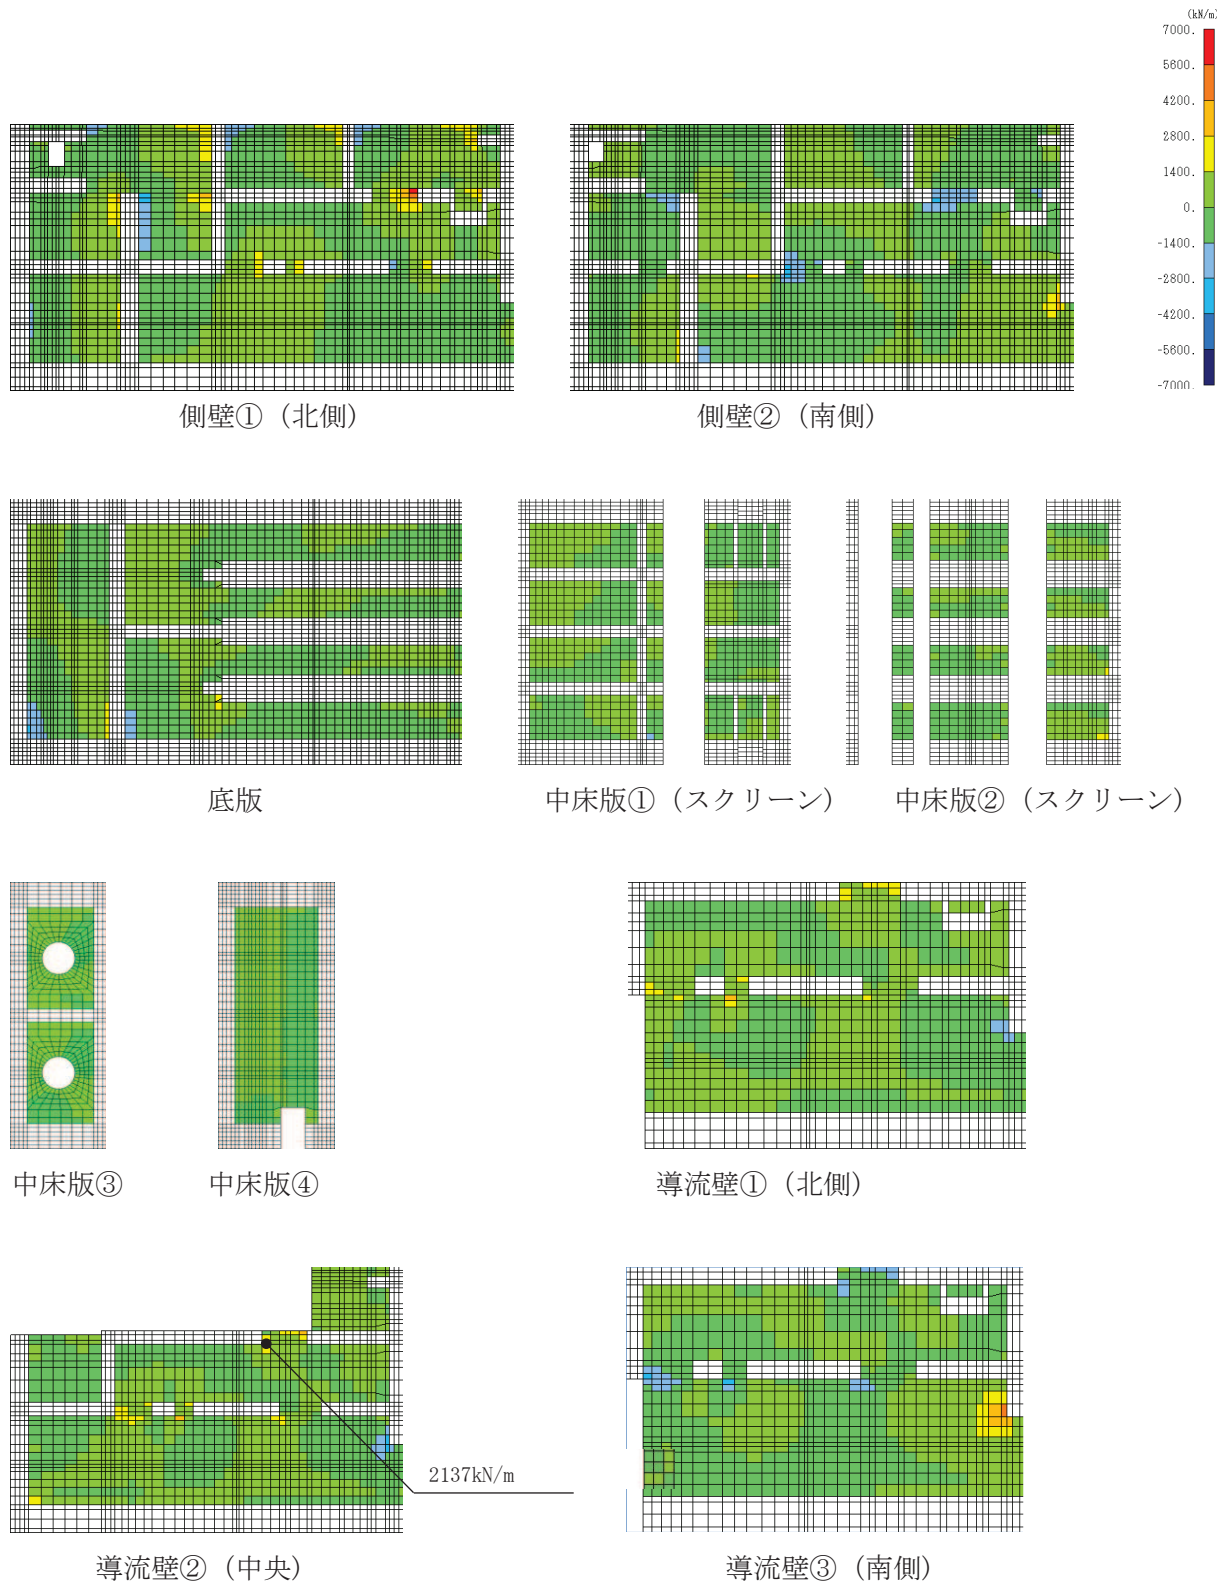 (kN/m)
7000.
5600.
4200.
2800.
1400.
0.
-1400.
-2800.
-4200.
-5600.
-7000.
側壁①（北側）
側壁②（南側）
底版
中床版①（スクリーン）
中床版②（スクリーン）
中床版③
中床版④
導流壁①（北側）
2137kN/m
導流壁②（中央）
導流壁③（南側）